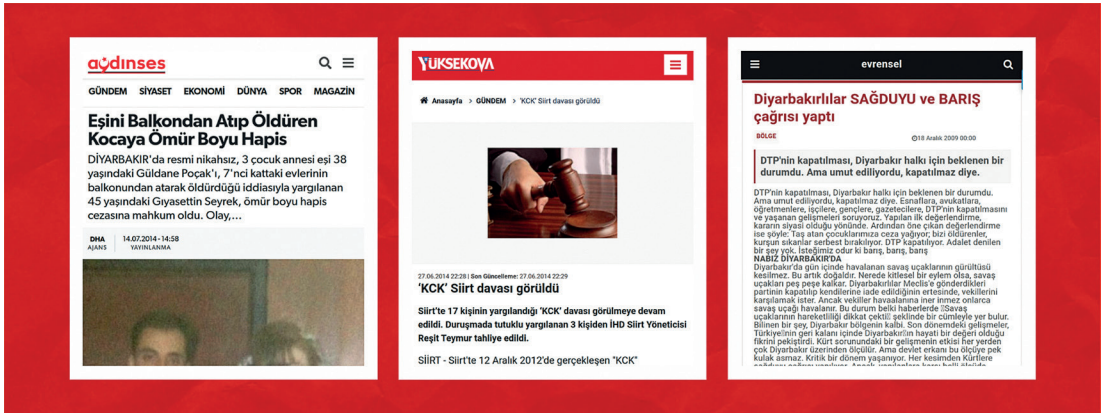 aydınses
GÜNDEM SİYASET EKONOMİ DÜNYA SPOR MAGAZİN
Eşini Balkondan Atıp Öldüren
Kocaya Ömür Boyu Hapis
DİYARBAKIR'da resmi nikahsız, 3 çocuk annesi eşi 38
yaşındaki Güldane Poçak'ı, 7'nci kattaki evlerinin
balkonundan atarak öldürdüğü iddiasıyla yargılanan
45 yaşındaki Gıyasettin Seyrek, ömür boyu hapis
cezasına mahkum oldu. Olay,...
DHA 14.07.2014 - 14:58
AJANS YAYINLANMA
YÜKSEKOVA
Anasayfa > GÜNDEM > 'KCK' Siirt davası görüldü
27.06.2014 22:28 | Son Güncelleme: 27.06.2014 22:29
'KCK' Siirt davası görüldü
Siirt'te 17 kişinin yargılandığı 'KCK' davası görülmeye devam
edildi. Duruşmada tutuklu yargılanan 3 kişiden İHD Siirt Yöneticisi
Reşit Teymur tahliye edildi.
SİİRT - Siirt'te 12 Aralık 2012'de gerçekleşen "KCK"
evrensel
Diyarbakırlılar SAĞDUYU ve BARIŞ
çağrısı yaptı
BÖLGE 18 Aralık 2009 00:00
DTP'nin kapatılması, Diyarbakır halkı için beklenen bir
durumdu. Ama umut ediliyordu, kapatılmaz diye.
DTP'nin kapatılması, Diyarbakır halkı için beklenen bir durumdu.
Ama umut ediliyordu, kapatılmaz diye. Esnaflara, avukatlara,
öğretmenlere, işçilere, gençlere, gazetecilere, DTP'nin kapatılmasını
ve yaşanan gelişmeleri soruyoruz. Yapılan ilk değerlendirme,
kararın siyasi olduğu yönünde. Ardından öne çıkan değerlendirme
ise şöyle: Taş atan çocuklarımıza ceza yağıyor; bizi öldürenler,
kurşun sıkanlar serbest bırakılıyor. DTP kapatılıyor. Adalet denilen
bir şey yok. İsteğimiz odur ki barış, barış, barış
NABIZ DİYARBAKIR'DA
Diyarbakır'da gün içinde havalanan savaş uçaklarının gürültüsü
kesilmez. Bu artık doğaldır. Nerede kitlesel bir eylem olsa, savaş
uçakları peş peşe kalkar. Diyarbakırlılar Meclis'e gönderdikleri
partinin kapatılıp kendilerine iade edildiğinin ertesinde, vekillerini
karşılamak ister. Ancak vekiller havaalanına iner inmez onlarca
savaş uçağı havalanır. Bu durum belki haberlerde Savaş
uçaklarının hareketliliği dikkat çekti şeklinde bir cümleyle yer bulur.
Bilinen bir şey, Diyarbakır bölgenin kalbi. Son dönemdeki gelişmeler,
Türkiyenin geri kalanı içinde Diyarbakırın hayati bir değeri olduğu
fikrini pekiştirdi. Kürt sorunundaki bir gelişmenin etkisi her yerden
çok Diyarbakır üzerinden ölçülür. Ama devlet erkanı bu ölçüye pek
kulak asmaz. Kritik bir dönem yaşanıyor. Her kesimden Kürtlere